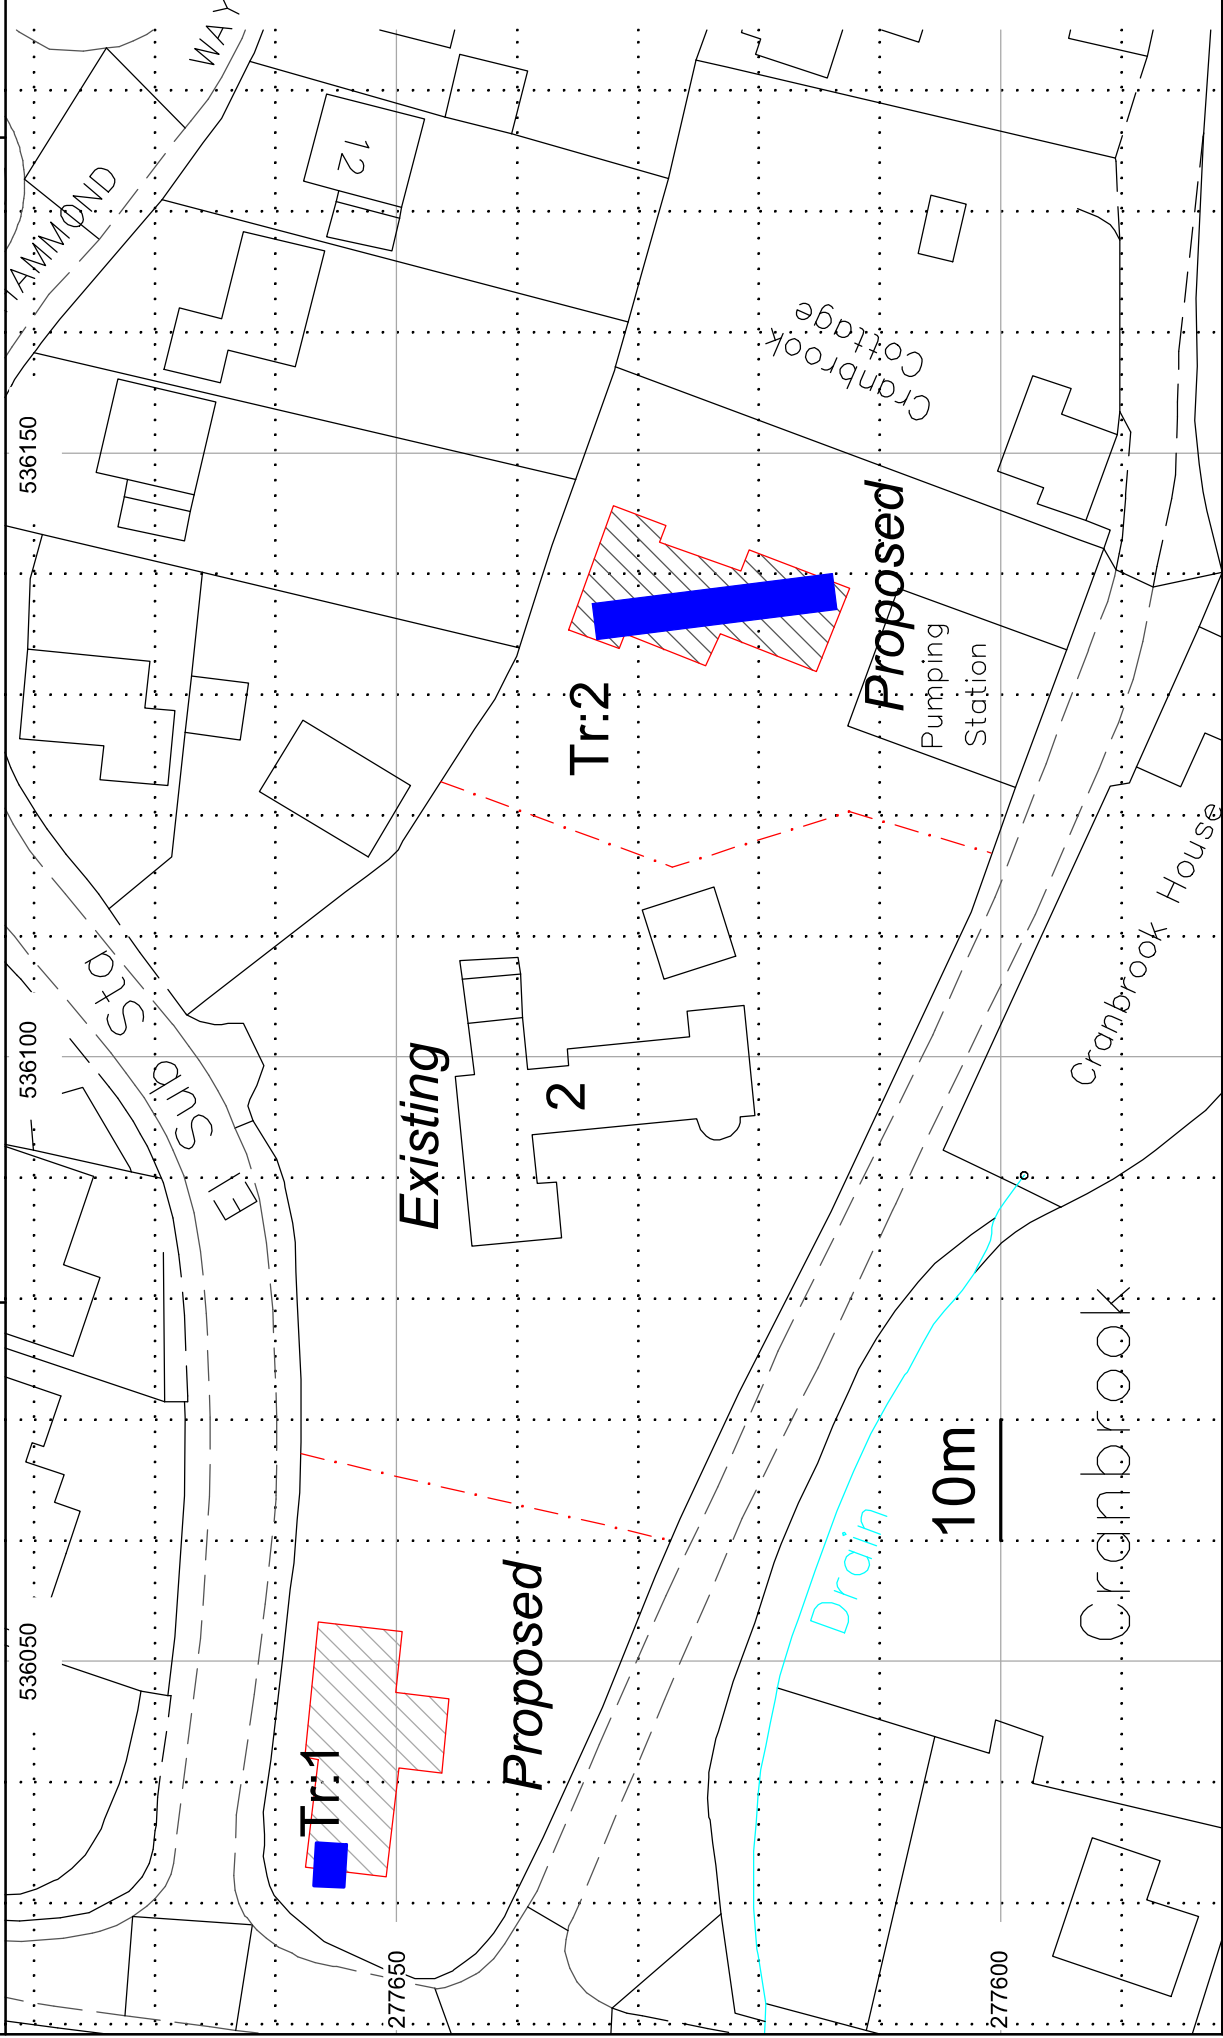 WAY
AMMOND
12
536150
Cranbrook
Cottage
Proposed
Pumping
Station
Tr:2
El Sub Sta
536100
Existing
2
Cranbrook House
10m
Cranbrook
Drain
536050
Proposed
Tr:1
277650
277600